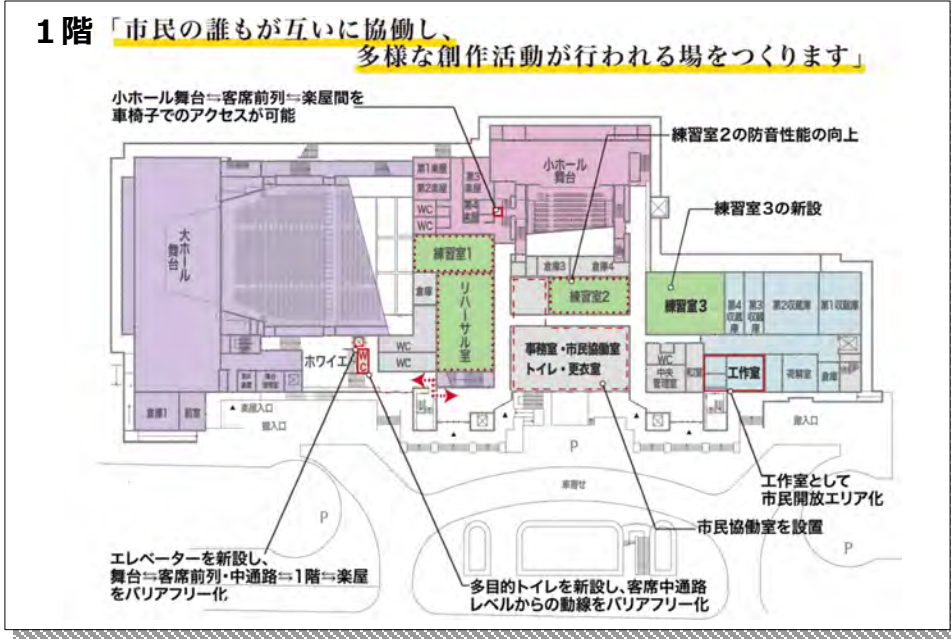 1階「市民の誰もが互いに協働し、
多様な創作活動が行われる場をつくります」
小ホール舞台⇆客席前列⇆楽屋間を
車椅子でのアクセスが可能
練習室2の防音性能の向上
練習室3の新設
第1楽屋
第2楽屋
第3
楽屋
第4
楽屋
WC
WC
小ホール
舞台
大ホール
舞台
練習室1
倉庫
リハーサル室
倉庫3
倉庫4
練習室2
練習室3
第4
収蔵
庫
第3
収蔵
庫
第2収蔵庫
第1収蔵庫
ホワイエ
WC
WC
WC
事務室・市民協働室
トイレ・更衣室
WC
中央
管理室
和室
工作室
荷解室
倉庫
倉庫1
前室
▲ 楽屋入口
搬入口
搬入口
P
車寄せ
P
P
工作室として
市民開放エリア化
市民協働室を設置
エレベーターを新設し、
舞台⇆客席前列・中通路⇆1階⇆楽屋
をバリアフリー化
多目的トイレを新設し、客席中通路
レベルからの動線をバリアフリー化